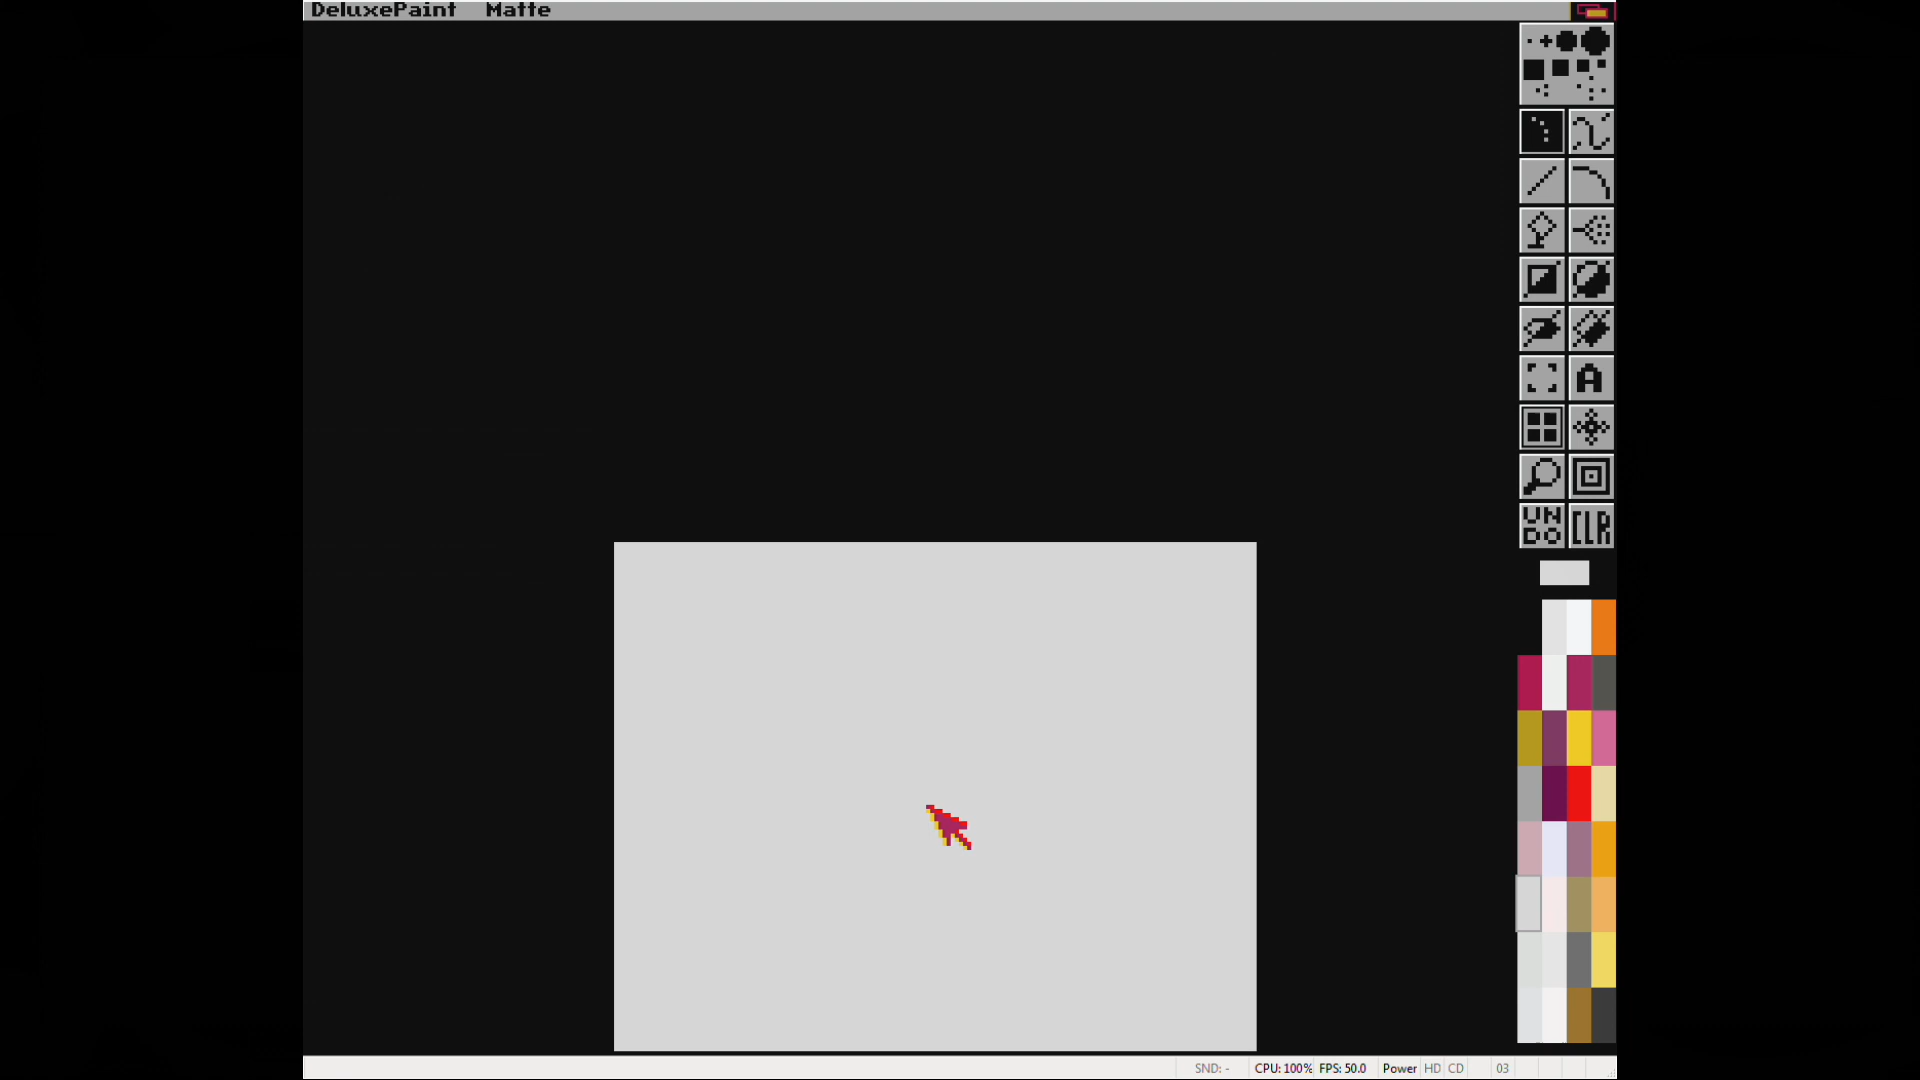 DeluxePaint Matte
A
UN
DO
CLR
SND: - CPU: 100% FPS: 50.0 Power HD CD 03